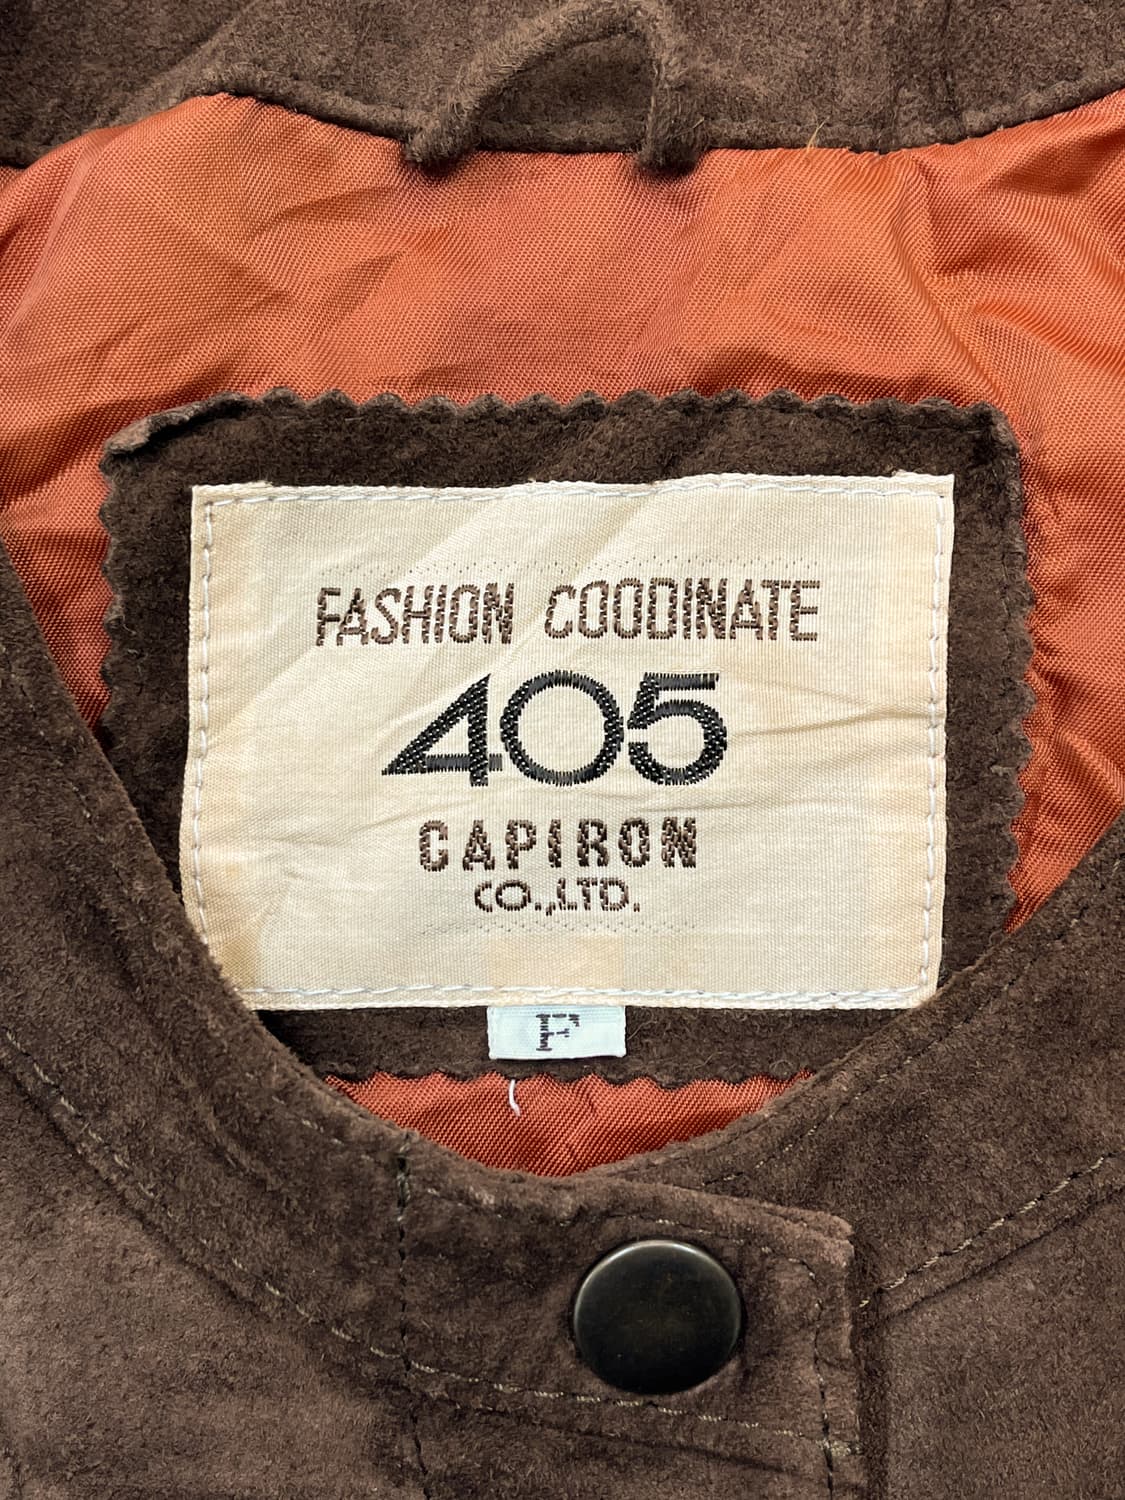 FASHION COODINATE
405
CAPIRON
CO.,LTD.
F